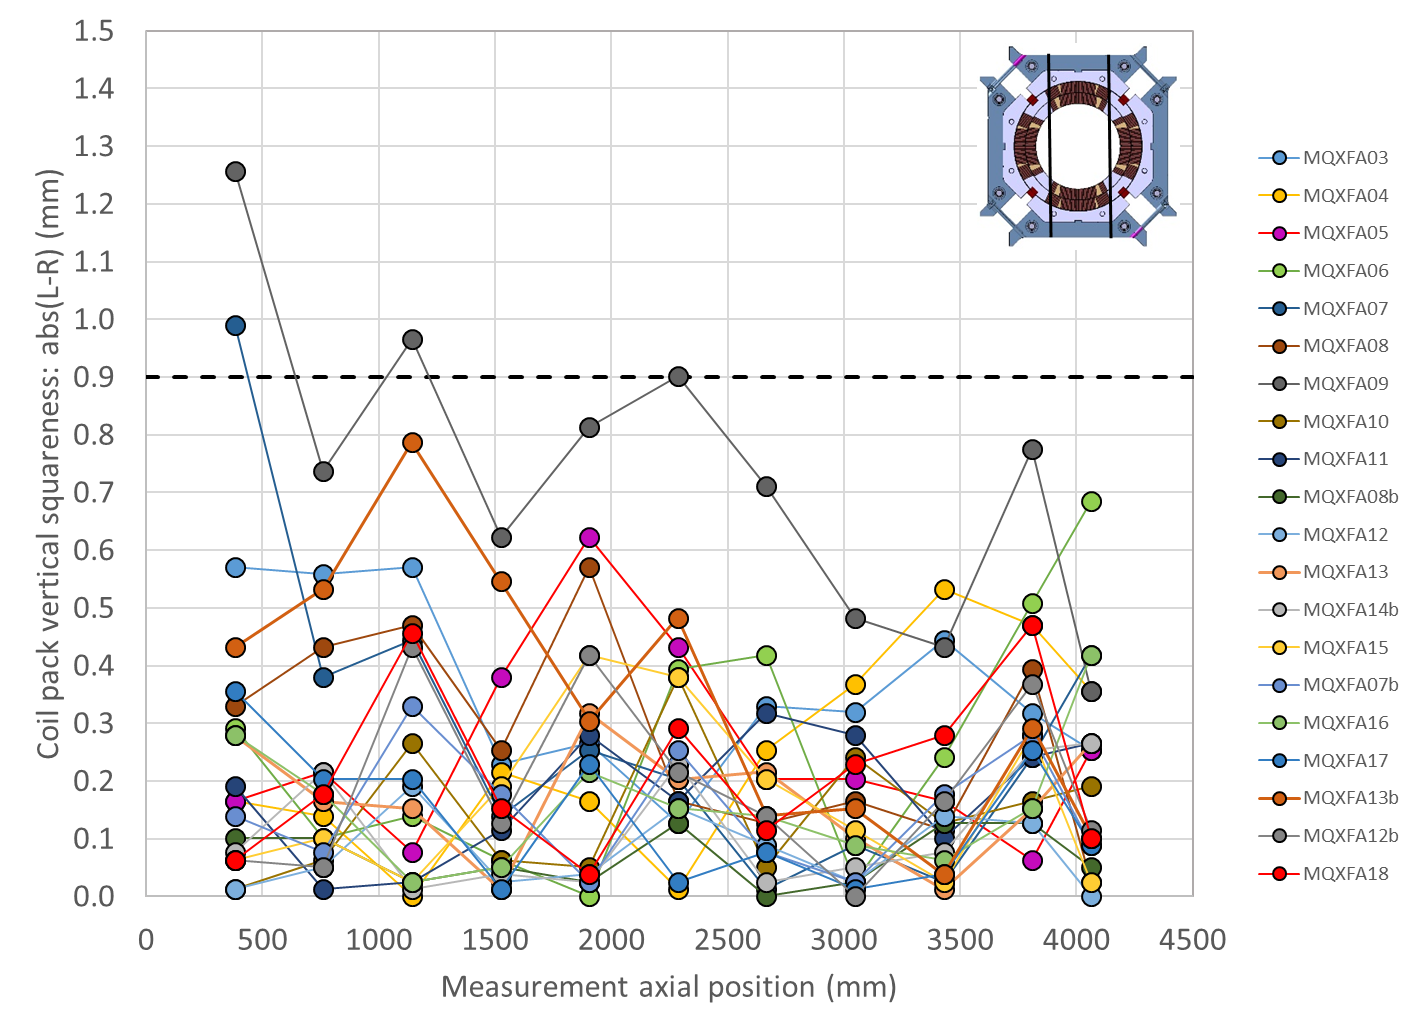 Coil pack vertical squareness: abs(L-R) (mm)
1.5
1.4
1.3
1.2
1.1
1.0
0.9
0.8
0.7
0.6
0.5
0.4
0.3
0.2
0.1
0.0
0 500 1000 1500 2000 2500 3000 3500 4000 4500
Measurement axial position (mm)
MQXFA03
MQXFA04
MQXFA05
MQXFA06
MQXFA07
MQXFA08
MQXFA09
MQXFA10
MQXFA11
MQXFA08b
MQXFA12
MQXFA13
MQXFA14b
MQXFA15
MQXFA07b
MQXFA16
MQXFA17
MQXFA13b
MQXFA12b
MQXFA18